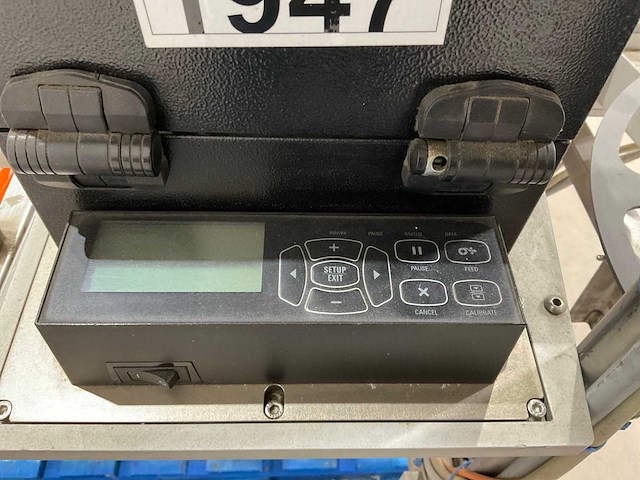 947
POWER PAUSE STATUS DATA
+
SETUP
EXIT
−
PAUSE
FEED
CANCEL
CALIBRATE